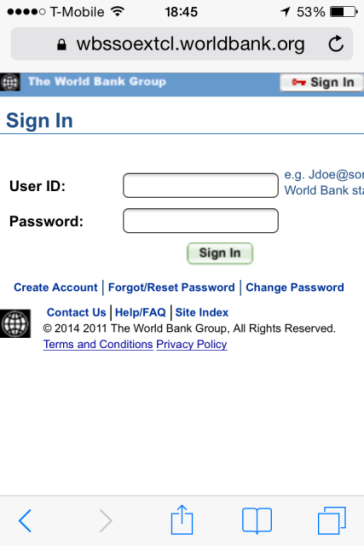 T-Mobile 18:45 53%
wbssoextcl.worldbank.org
The World Bank Group Sign In
Sign In
e.g. Jdoe@sor
User ID: World Bank sta
Password:
Sign In
Create Account | Forgot/Reset Password | Change Password
Contact Us | Help/FAQ | Site Index
© 2014 2011 The World Bank Group, All Rights Reserved.
Terms and Conditions Privacy Policy